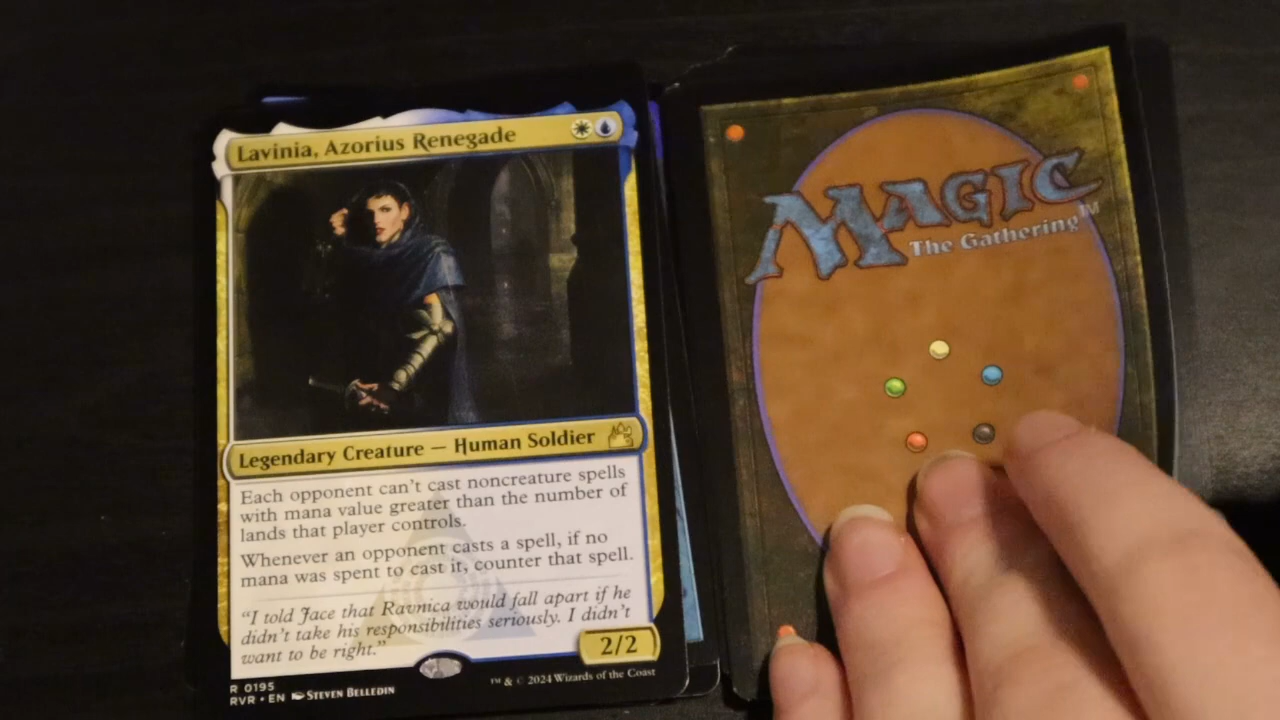 Lavinia, Azorius Renegade
Legendary Creature — Human Soldier
Each opponent can't cast noncreature spells
with mana value greater than the number of
lands that player controls.
Whenever an opponent casts a spell, if no
mana was spent to cast it, counter that spell.
“I told Jace that Ravnica would fall apart if he
didn't take his responsibilities seriously. I didn't
want to be right.”
2/2
R 0195
RVR • EN STEVEN BELLEDIN
™ & © 2024 Wizards of the Coast
MAGIC
The Gathering™